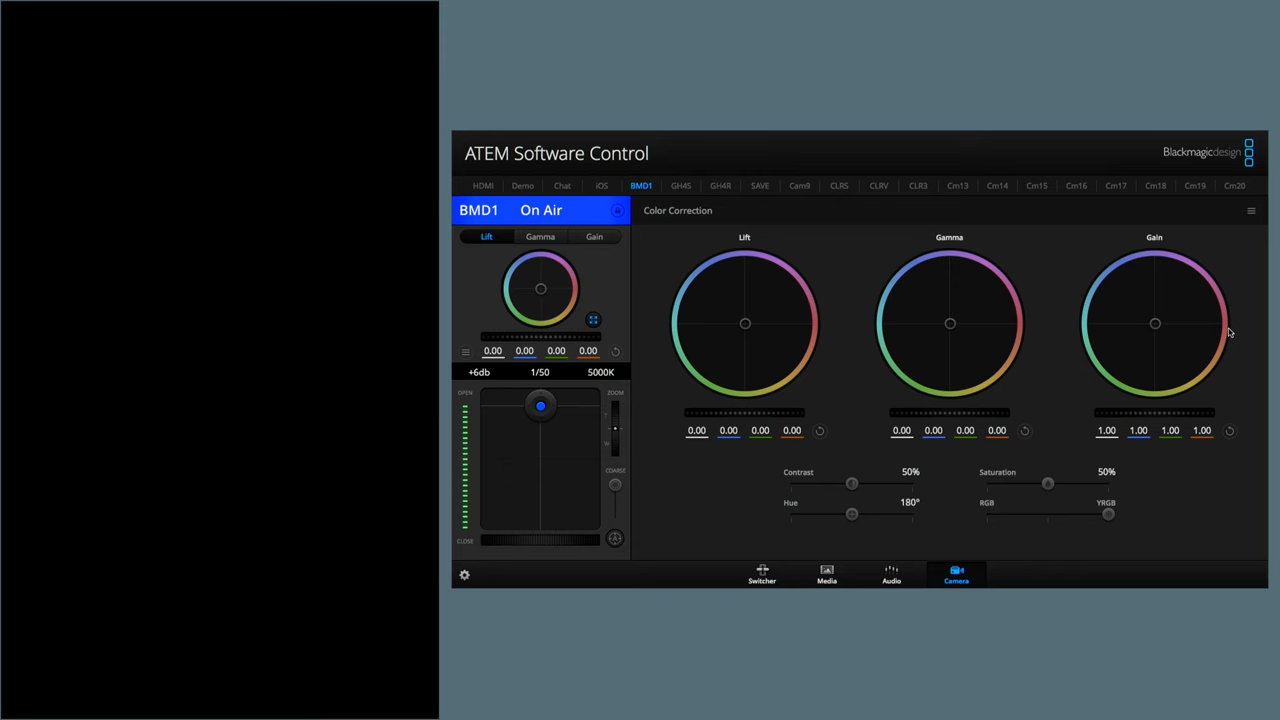 ATEM Software Control
Blackmagicdesign
HDMI Demo Chat iOS BMD1 GH4S GH4R SAVE Cam9 CLRS CLRV CLR3 Cm13 Cm14 Cm15 Cm16 Cm17 Cm18 Cm19 Cm20
BMD1 On Air
Color Correction
Lift Gamma Gain
0.00 0.00 0.00 0.00
+6db 1/50 5000K
OPEN
ZOOM
T
W
COARSE
CLOSE
Lift Gamma Gain
0.00 0.00 0.00 0.00 0.00 0.00 0.00 0.00 1.00 1.00 1.00 1.00
Contrast 50% Saturation 50%
Hue 180° RGB YRGB
Switcher Media Audio Camera